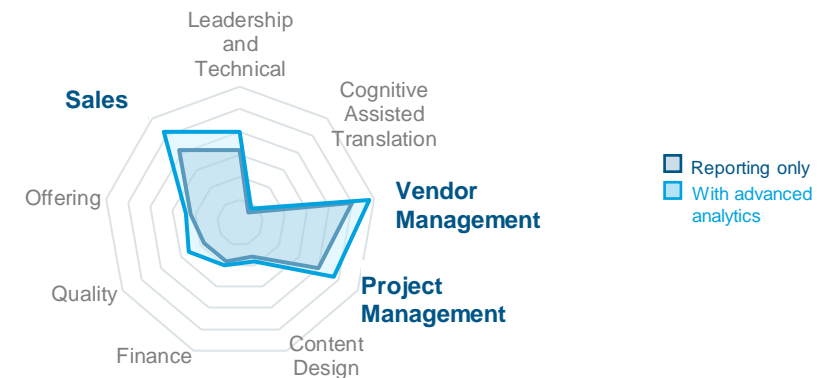 Leadership
and
Technical
Sales
Cognitive
Assisted
Translation
Vendor
Management
Reporting only
With advanced
analytics
Offering
Project
Management
Quality
Content
Design
Finance